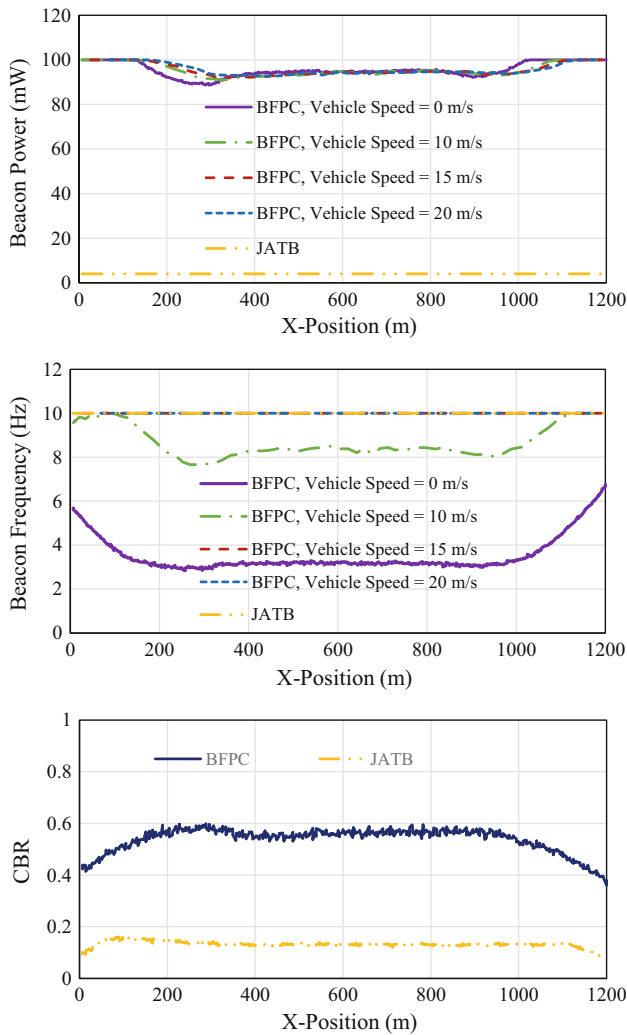 100
80
60
40
20
0
Beacon Power (mW)
BFPC, Vehicle Speed = 0 m/s
BFPC, Vehicle Speed = 10 m/s
BFPC, Vehicle Speed = 15 m/s
BFPC, Vehicle Speed = 20 m/s
JATB
0 200 400 600 800 1000 1200
X-Position (m)
12
10
8
6
4
2
0
Beacon Frequency (Hz)
BFPC, Vehicle Speed = 0 m/s
BFPC, Vehicle Speed = 10 m/s
BFPC, Vehicle Speed = 15 m/s
BFPC, Vehicle Speed = 20 m/s
JATB
0 200 400 600 800 1000 1200
X-Position (m)
1
0.8
0.6
0.4
0.2
0
CBR
BFPC JATB
0 200 400 600 800 1000 1200
X-Position (m)